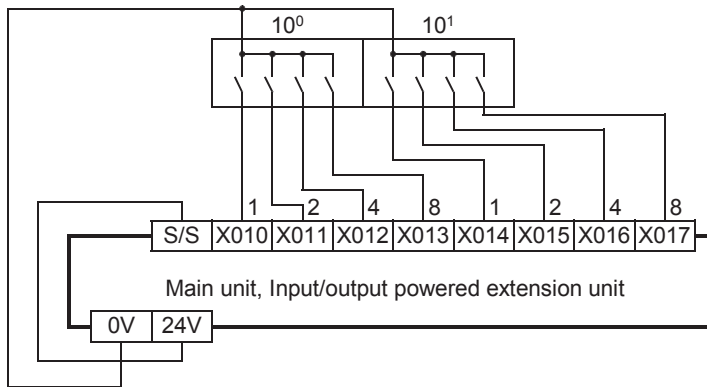 10⁰ 10¹
1 2 4 8 1 2 4 8
S/S X010 X011 X012 X013 X014 X015 X016 X017
Main unit, Input/output powered extension unit
0V 24V